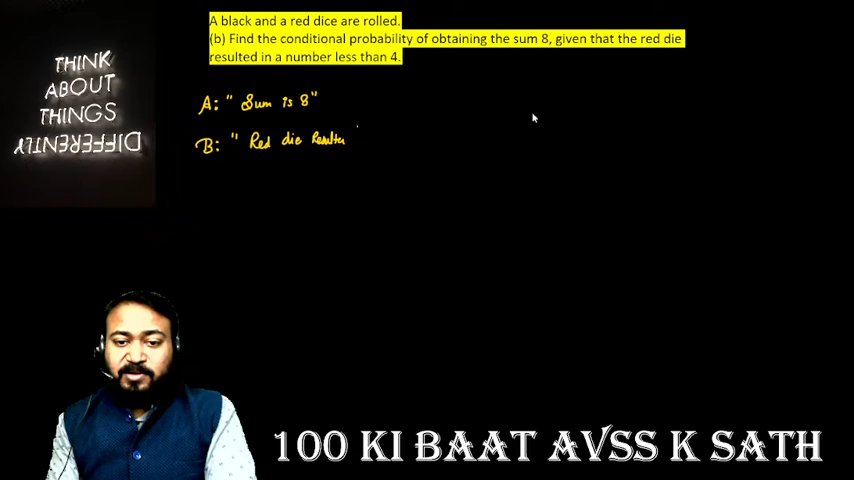 A black and a red dice are rolled.
(b) Find the conditional probability of obtaining the sum 8, given that the red die
resulted in a number less than 4.
THINK
ABOUT
THINGS
DIFFERENTLY
A: " Sum is 8"
B: " Red die Resulte
100 KI BAAT AVSS K SATH